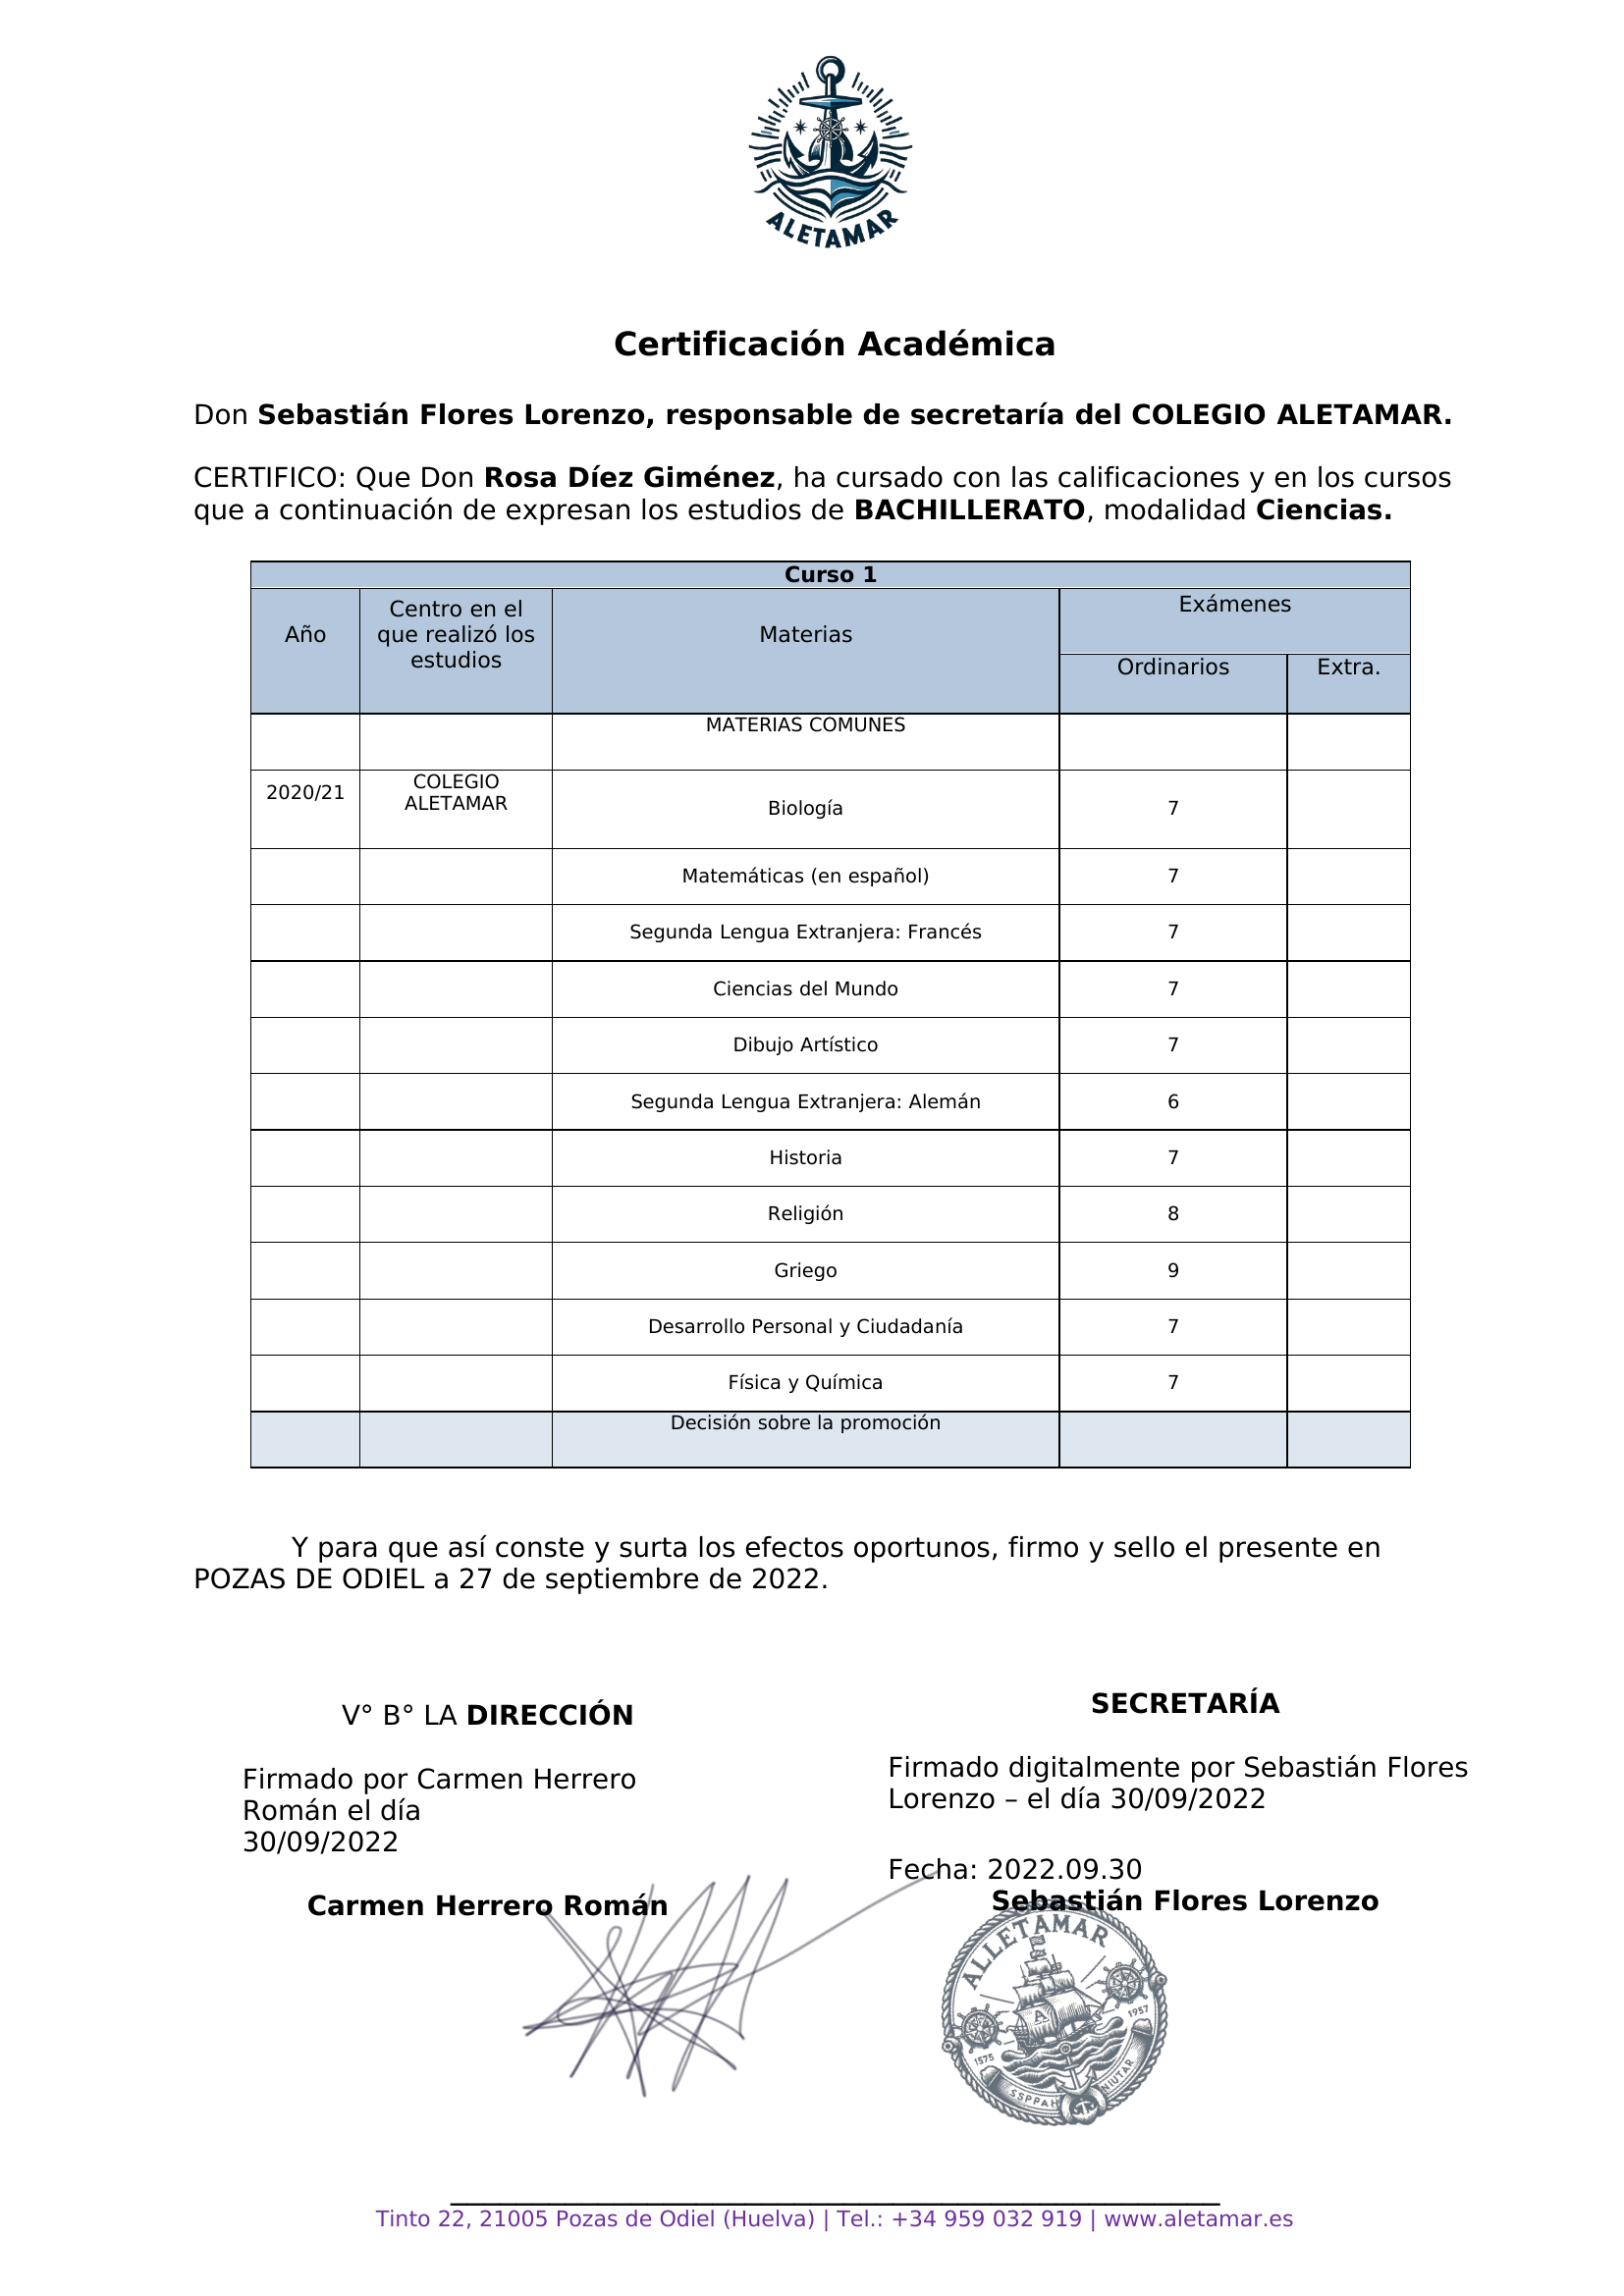 ALETAMAR
Certificación Académica
Don Sebastián Flores Lorenzo, responsable de secretaría del COLEGIO ALETAMAR.
CERTIFICO: Que Don Rosa Díez Giménez, ha cursado con las calificaciones y en los cursos
que a continuación de expresan los estudios de BACHILLERATO, modalidad Ciencias.
Curso 1
Año
Centro en el
que realizó los
estudios
Materias
Exámenes
Ordinarios
Extra.
MATERIAS COMUNES
2020/21
COLEGIO
ALETAMAR
Biología 7
Matemáticas (en español) 7
Segunda Lengua Extranjera: Francés 7
Ciencias del Mundo 7
Dibujo Artístico 7
Segunda Lengua Extranjera: Alemán 6
Historia 7
Religión 8
Griego 9
Desarrollo Personal y Ciudadanía 7
Física y Química 7
Decisión sobre la promoción
Y para que así conste y surta los efectos oportunos, firmo y sello el presente en
POZAS DE ODIEL a 27 de septiembre de 2022.
V° B° LA DIRECCIÓN
Firmado por Carmen Herrero
Román el día
30/09/2022
Carmen Herrero Román
SECRETARÍA
Firmado digitalmente por Sebastián Flores
Lorenzo – el día 30/09/2022
Fecha: 2022.09.30
Sebastián Flores Lorenzo
ALLETAMAR
A
1957
1575
SSPPAH
NIUTAR
Tinto 22, 21005 Pozas de Odiel (Huelva) | Tel.: +34 959 032 919 | www.aletamar.es